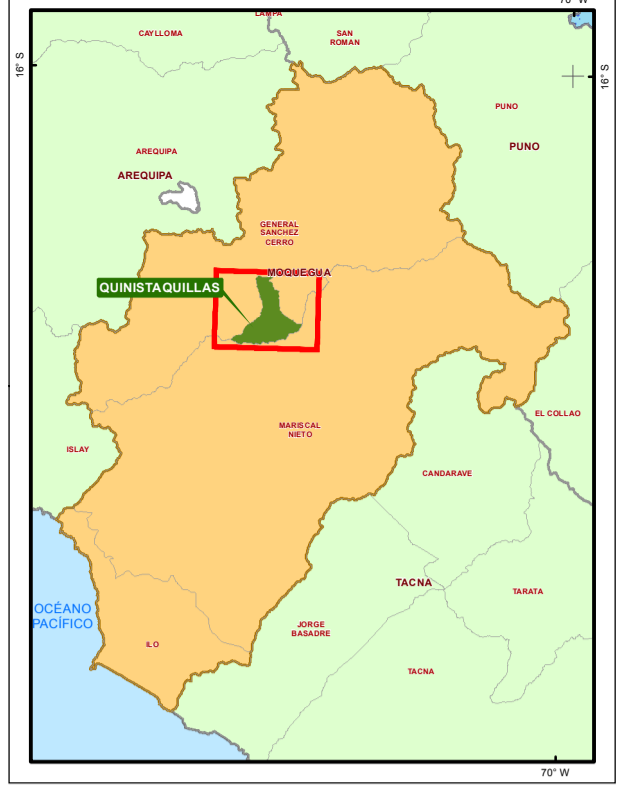 70° W
LAMPA
CAYLLOMA
SAN
ROMAN
16° S
16° S
PUNO
PUNO
AREQUIPA
AREQUIPA
GENERAL
SANCHEZ
CERRO
MOQUEGUA
QUINISTAQUILLAS
EL COLLAO
MARISCAL
NIETO
ISLAY
CANDARAVE
TACNA
TARATA
OCÉANO
PACÍFICO
JORGE
BASADRE
ILO
TACNA
70° W